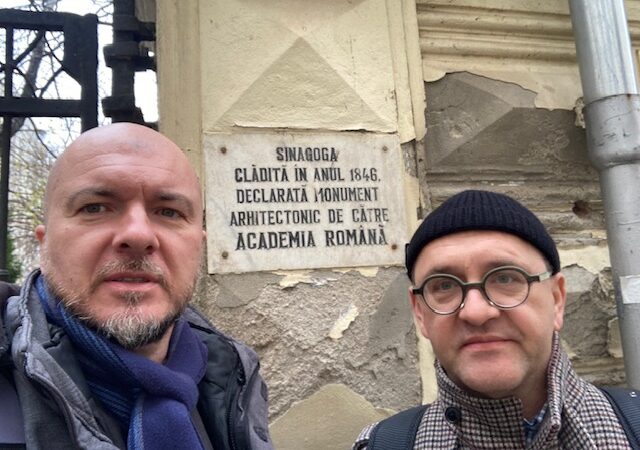 SINAGOGA
CLĂDITĂ ÎN ANUL 1846,
DECLARATĂ MONUMENT
ARHITECTONIC DE CĂTRE
ACADEMIA ROMÂNĂ